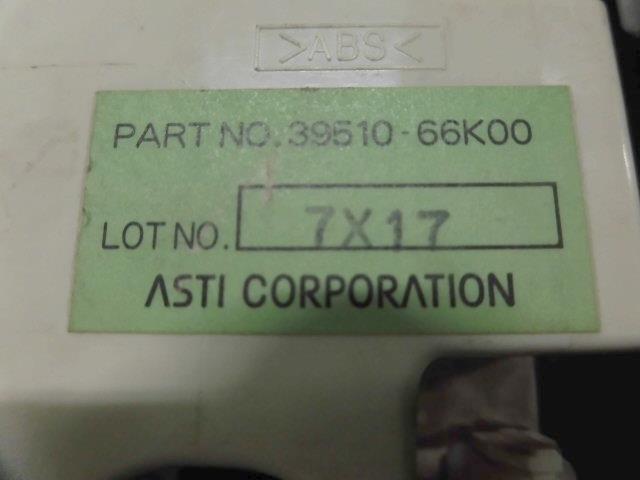 >ABS<
PART NO. 39510-66K00
LOT NO. 7X17
ASTI CORPORATION